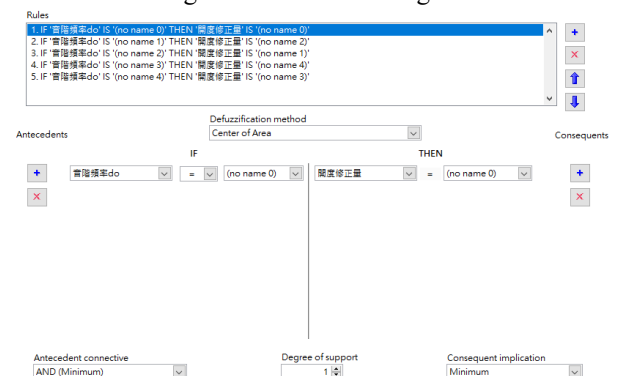 Rules
1. IF '音階頻率do' IS '(no name 0)' THEN '開度修正量' IS '(no name 0)'
2. IF '音階頻率do' IS '(no name 1)' THEN '開度修正量' IS '(no name 2)'
3. IF '音階頻率do' IS '(no name 2)' THEN '開度修正量' IS '(no name 1)'
4. IF '音階頻率do' IS '(no name 3)' THEN '開度修正量' IS '(no name 4)'
5. IF '音階頻率do' IS '(no name 4)' THEN '開度修正量' IS '(no name 3)'
Defuzzification method
Center of Area
Antecedents
Consequents
IF
THEN
音階頻率do = (no name 0) 開度修正量 = (no name 0)
Antecedent connective Degree of support Consequent implication
AND (Minimum) 1 Minimum